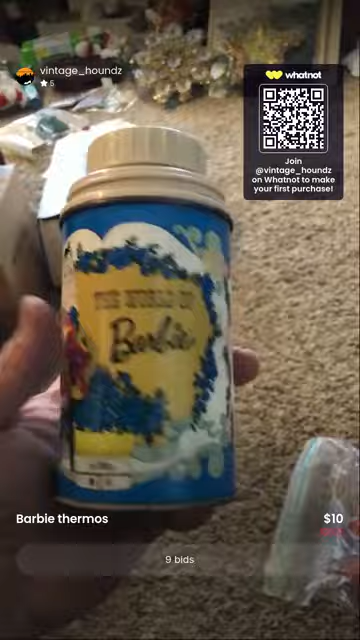 vintage_houndz
★ 5
whatnot
Join
@vintage_houndz
on Whatnot to make
your first purchase!
THE WORLD OF
Barbie
Barbie thermos
$10
9 bids